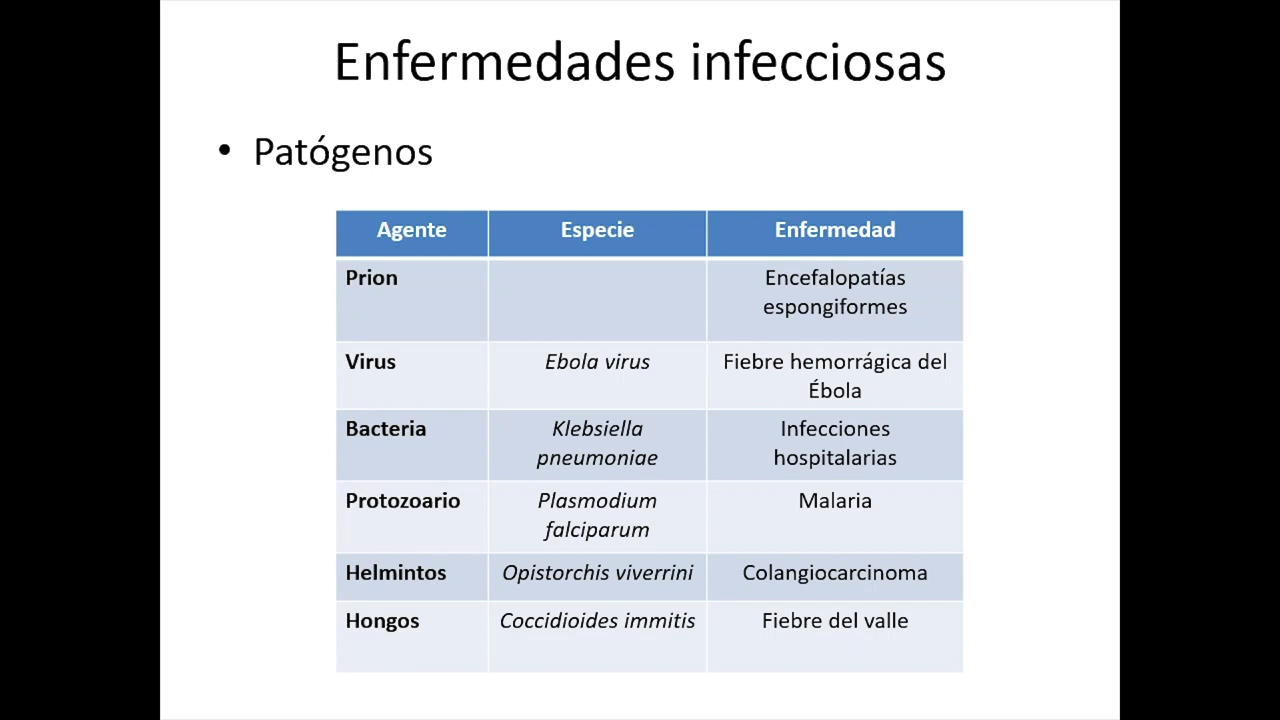 Enfermedades infecciosas
• Patógenos
Agente Especie Enfermedad
Prion Encefalopatías
espongiformes
Virus Ebola virus Fiebre hemorrágica del
Ébola
Bacteria Klebsiella Infecciones
pneumoniae hospitalarias
Protozoario Plasmodium Malaria
falciparum
Helmintos Opistorchis viverrini Colangiocarcinoma
Hongos Coccidioides immitis Fiebre del valle